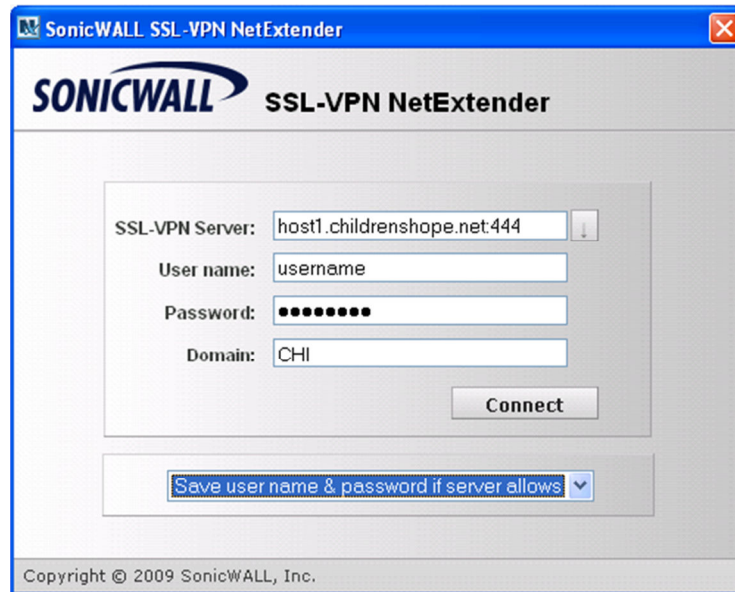 SonicWALL SSL-VPN NetExtender
SONICWALL SSL-VPN NetExtender
SSL-VPN Server: host1.childrenshope.net:444
User name: username
Password: ●●●●●●●●
Domain: CHI
Connect
Save user name & password if server allows
Copyright © 2009 SonicWALL, Inc.